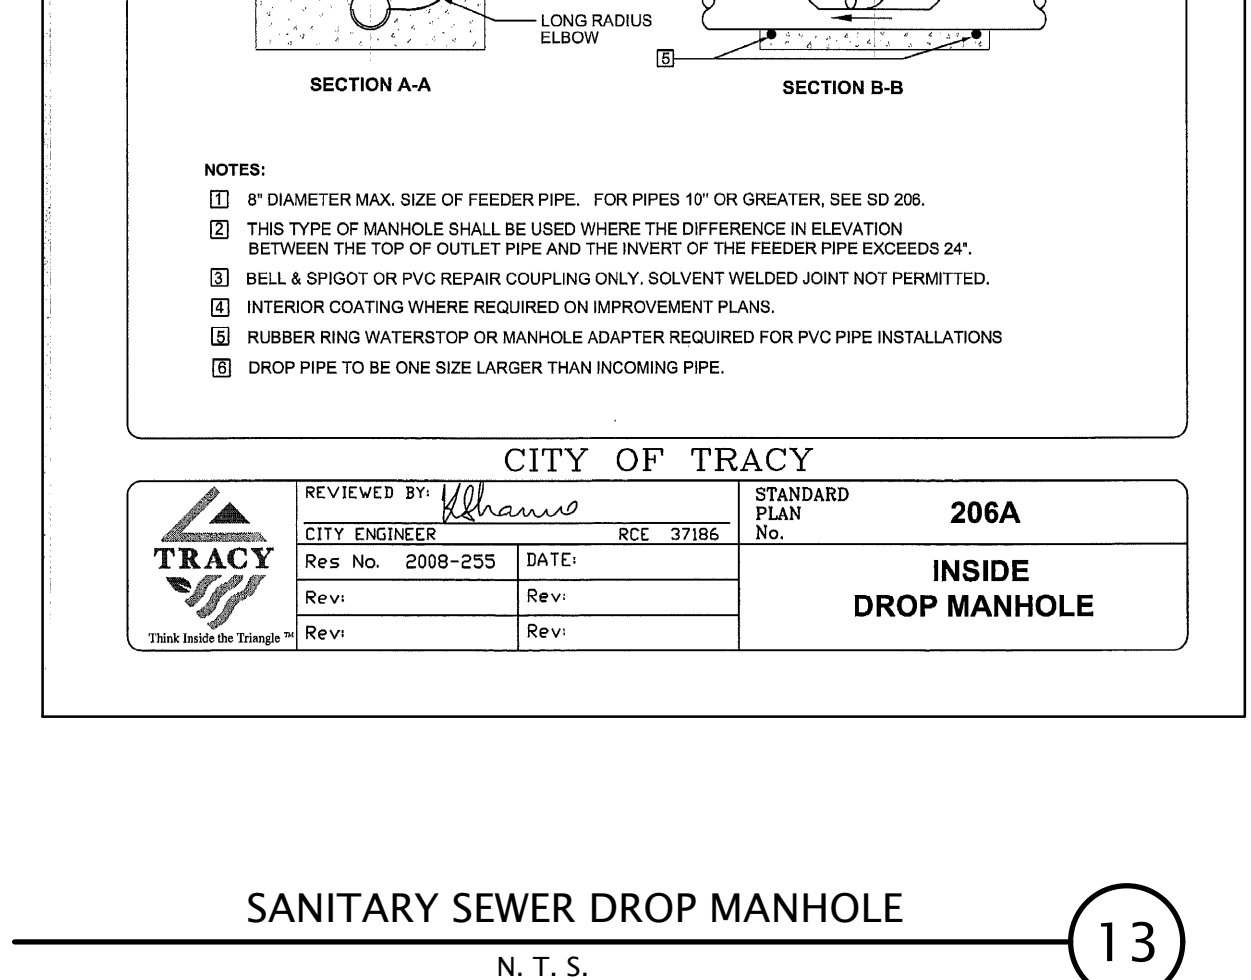 LONG RADIUS
ELBOW
5
SECTION A-A
SECTION B-B
NOTES:
1 8" DIAMETER MAX. SIZE OF FEEDER PIPE. FOR PIPES 10" OR GREATER, SEE SD 206.
2 THIS TYPE OF MANHOLE SHALL BE USED WHERE THE DIFFERENCE IN ELEVATION
BETWEEN THE TOP OF OUTLET PIPE AND THE INVERT OF THE FEEDER PIPE EXCEEDS 24".
3 BELL & SPIGOT OR PVC REPAIR COUPLING ONLY. SOLVENT WELDED JOINT NOT PERMITTED.
4 INTERIOR COATING WHERE REQUIRED ON IMPROVEMENT PLANS.
5 RUBBER RING WATERSTOP OR MANHOLE ADAPTER REQUIRED FOR PVC PIPE INSTALLATIONS
6 DROP PIPE TO BE ONE SIZE LARGER THAN INCOMING PIPE.
CITY OF TRACY
TRACY
Think Inside the Triangle ™
REVIEWED BY:
CITY ENGINEER RCE 37186
Res No. 2008-255 DATE:
Rev: Rev:
Rev: Rev:
STANDARD
PLAN
No.
206A
INSIDE
DROP MANHOLE
SANITARY SEWER DROP MANHOLE
13
N. T. S.